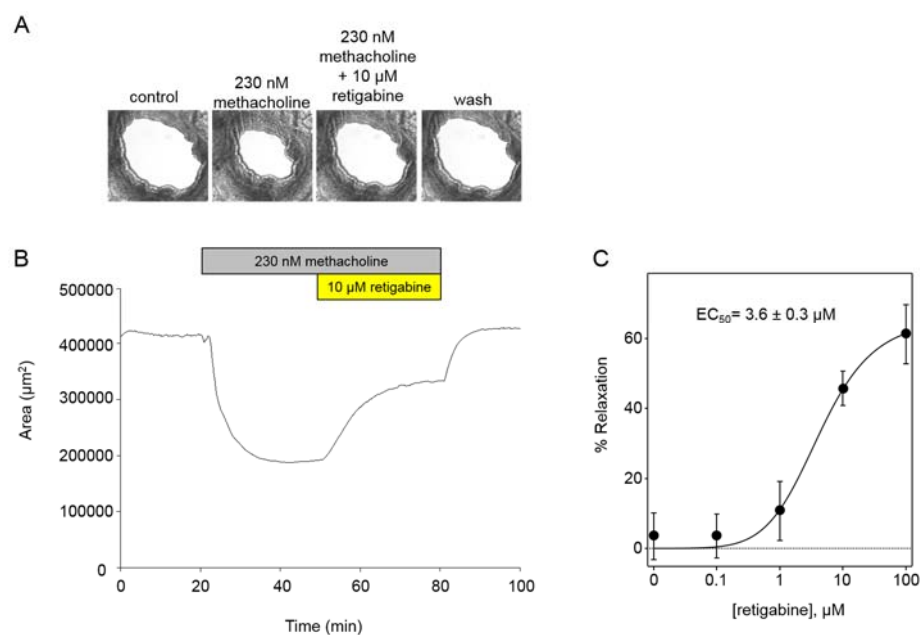 A
control
230 nM
methacholine
230 nM
methacholine
+ 10 µM
retigabine
wash
B
230 nM methacholine
10 µM retigabine
500000
400000
300000
200000
100000
0
Area (µm²)
0 20 40 60 80 100
Time (min)
C
EC₅₀= 3.6 ± 0.3 µM
60
40
20
0
% Relaxation
0 0.1 1 10 100
[retigabine], µM